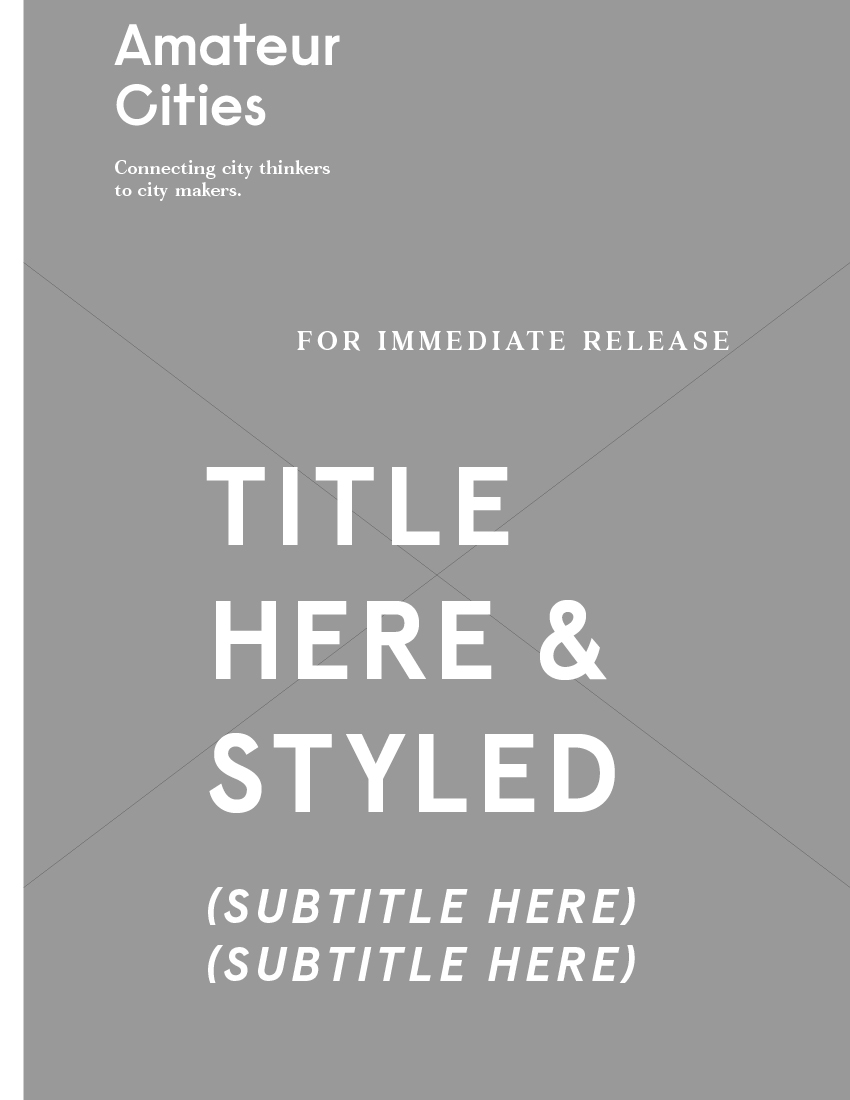 Amateur
Cities
Connecting city thinkers
to city makers.
FOR IMMEDIATE RELEASE
TITLE
HERE &
STYLED
(SUBTITLE HERE)
(SUBTITLE HERE)